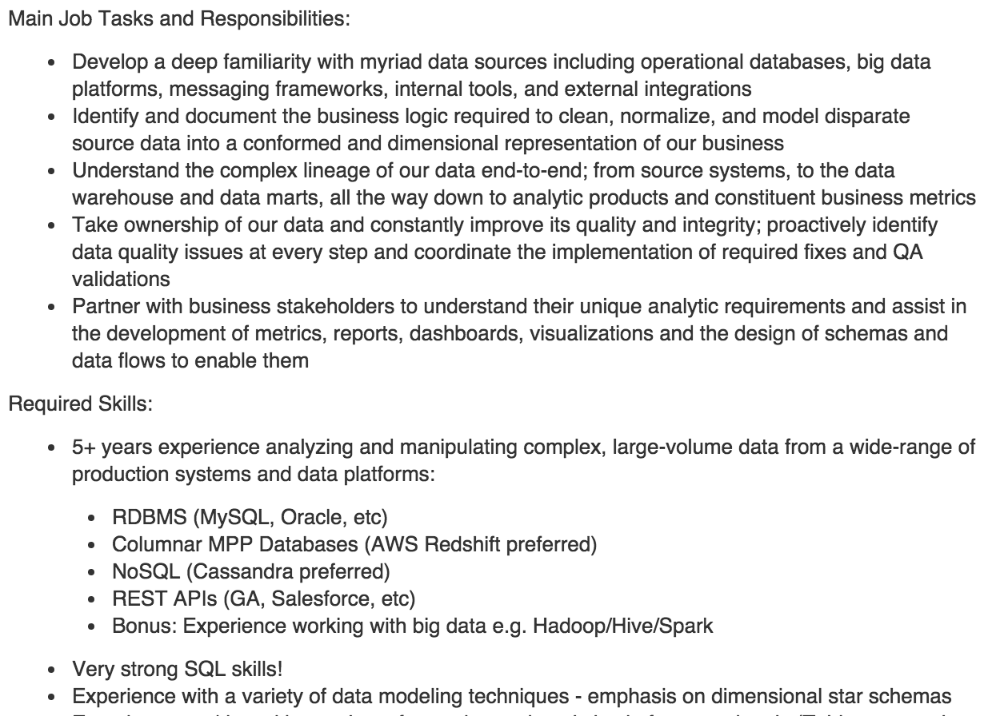 Main Job Tasks and Responsibilities:
• Develop a deep familiarity with myriad data sources including operational databases, big data
platforms, messaging frameworks, internal tools, and external integrations
• Identify and document the business logic required to clean, normalize, and model disparate
source data into a conformed and dimensional representation of our business
• Understand the complex lineage of our data end-to-end; from source systems, to the data
warehouse and data marts, all the way down to analytic products and constituent business metrics
• Take ownership of our data and constantly improve its quality and integrity; proactively identify
data quality issues at every step and coordinate the implementation of required fixes and QA
validations
• Partner with business stakeholders to understand their unique analytic requirements and assist in
the development of metrics, reports, dashboards, visualizations and the design of schemas and
data flows to enable them
Required Skills:
• 5+ years experience analyzing and manipulating complex, large-volume data from a wide-range of
production systems and data platforms:
• RDBMS (MySQL, Oracle, etc)
• Columnar MPP Databases (AWS Redshift preferred)
• NoSQL (Cassandra preferred)
• REST APIs (GA, Salesforce, etc)
• Bonus: Experience working with big data e.g. Hadoop/Hive/Spark
• Very strong SQL skills!
• Experience with a variety of data modeling techniques - emphasis on dimensional star schemas